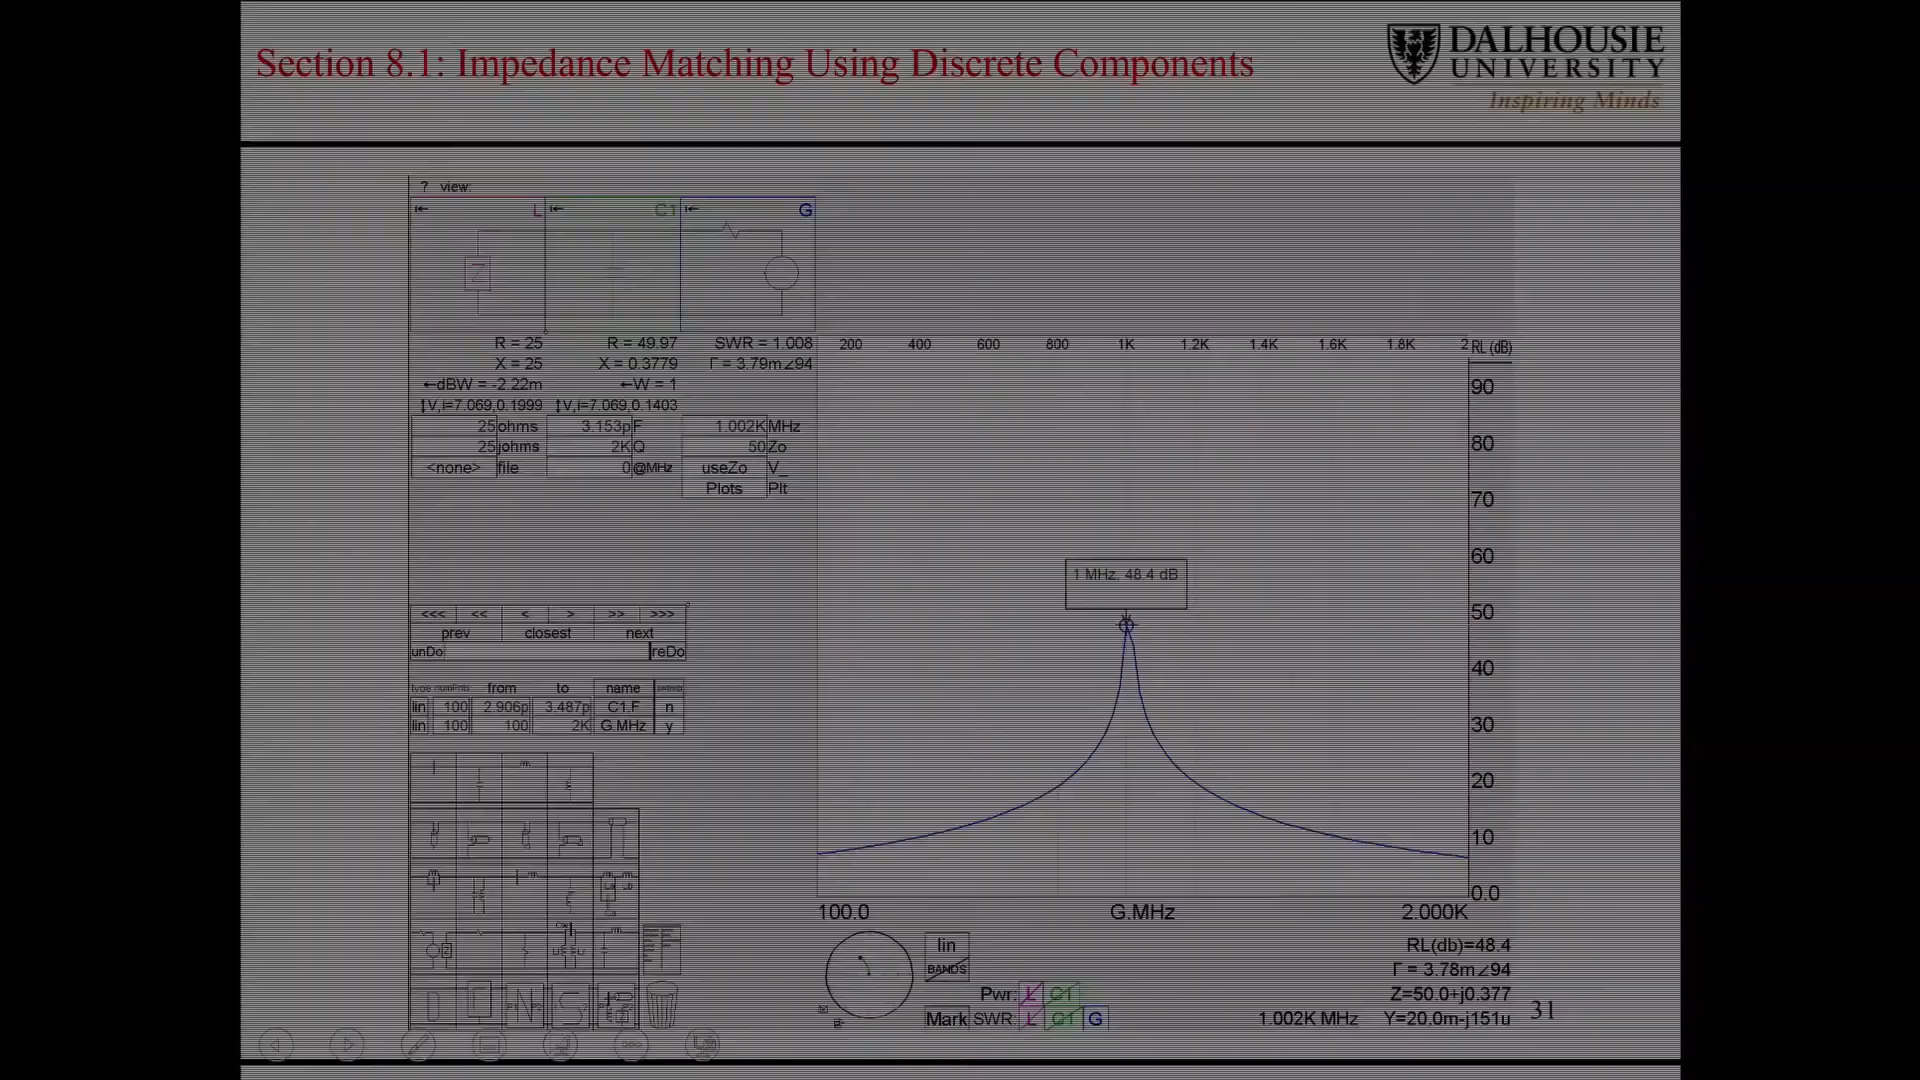 Section 8.1: Impedance Matching Using Discrete Components
DALHOUSIE
UNIVERSITY
Inspiring Minds
? view:
L C1 G
Z
R = 25 R = 49.97 SWR = 1.008
X = 25 X = 0.3779 Γ = 3.79m∠94
←dBW = -2.22m ←W = 1
↕V,i=7.069,0.1999 ↕V,i=7.069,0.1403
25 ohms 3.153p F 1.002K MHz
25 johms 2K Q 50 Zo
<none> file 0 @MHz useZo V_
Plots Plt
200 400 600 800 1K 1.2K 1.4K 1.6K 1.8K 2 RL (dB)
90
80
70
60
1 MHz, 48.4 dB
50
40
30
20
10
0.0
100.0 G.MHz 2.000K
<<< << < > >> >>>
prev closest next
unDo reDo
type numPnts from to name
lin 100 2.906p 3.487p C1.F n
lin 100 100 2K G.MHz y
lin
BANDS
Pwr: L C1
Mark SWR: L C1 G
RL(db)=48.4
Γ = 3.78m∠94
Z=50.0+j0.377
1.002K MHz Y=20.0m-j151u
31